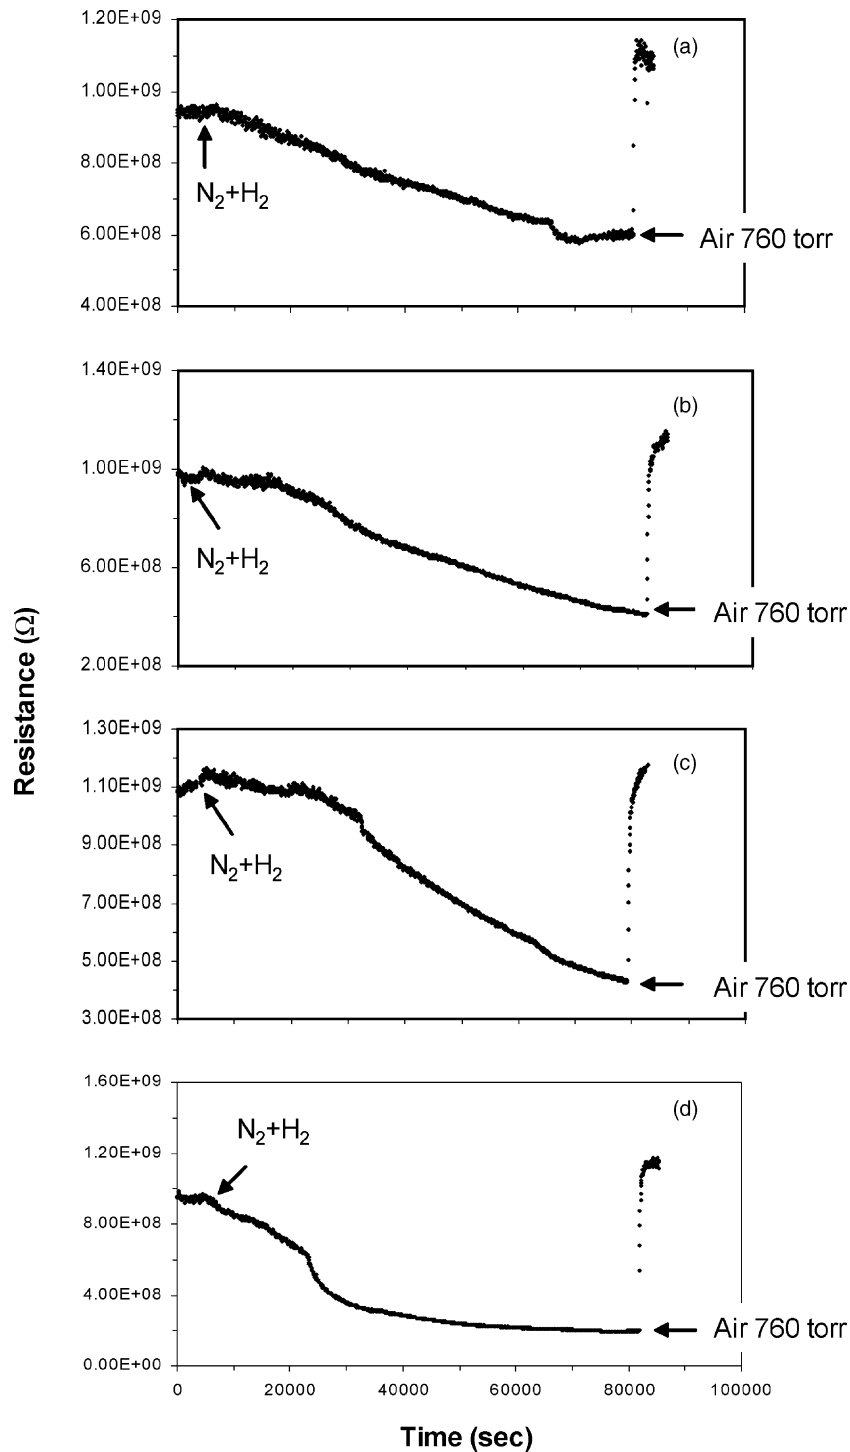 1.20E+09
(a)
1.00E+09
8.00E+08
N2+H2
6.00E+08
Air 760 torr
4.00E+08
1.40E+09
(b)
1.00E+09
N2+H2
6.00E+08
Air 760 torr
2.00E+08
Resistance (Ω)
1.30E+09
(c)
1.10E+09
9.00E+08
N2+H2
7.00E+08
5.00E+08
Air 760 torr
3.00E+08
1.60E+09
(d)
N2+H2
1.20E+09
8.00E+08
4.00E+08
Air 760 torr
0.00E+00
0 20000 40000 60000 80000 100000
Time (sec)